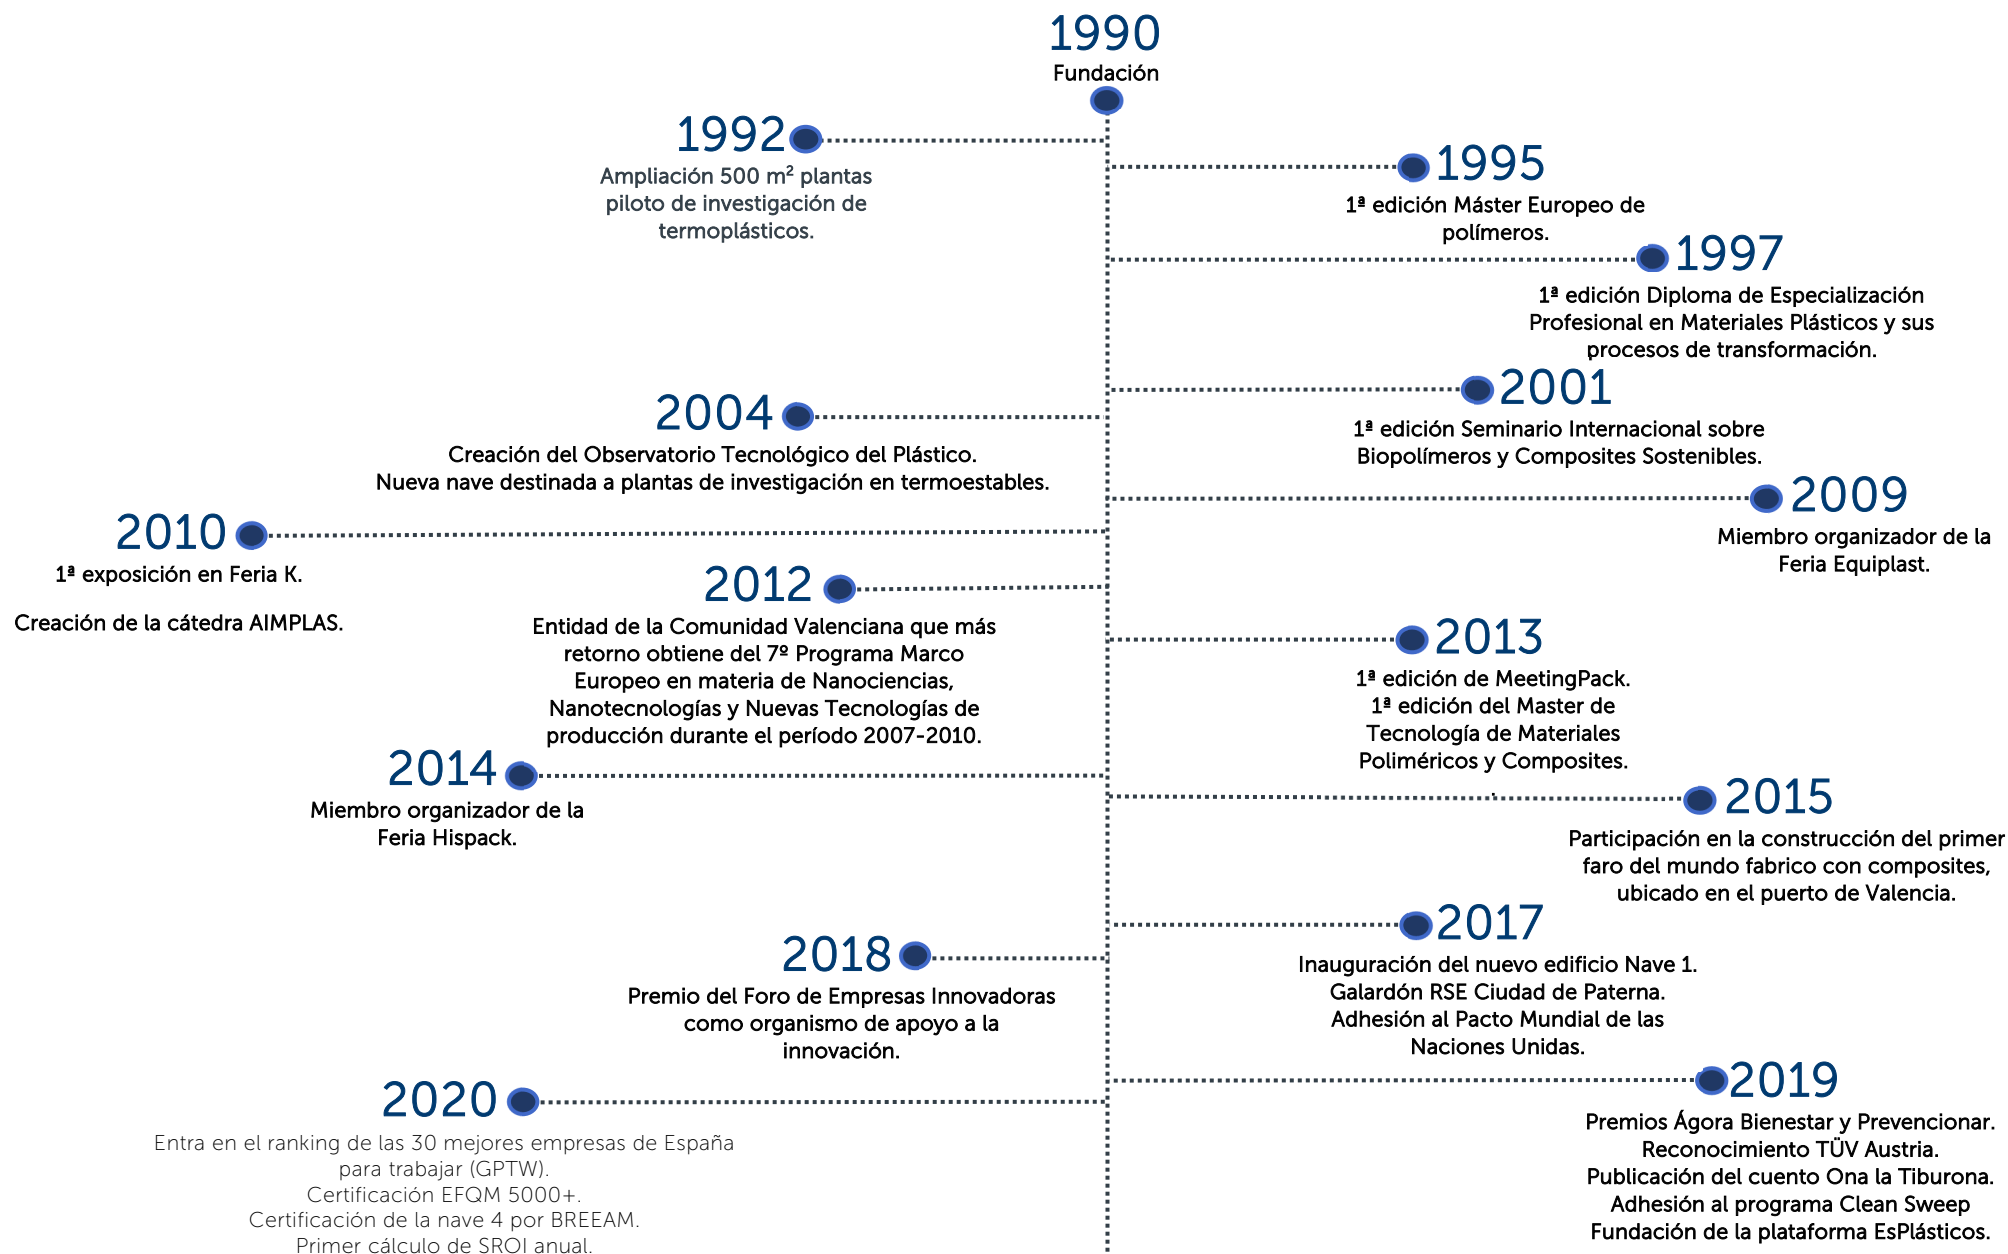 1990
Fundación
1992
Ampliación 500 m² plantas
piloto de investigación de
termoplásticos.
1995
1ª edición Máster Europeo de
polímeros.
1997
1ª edición Diploma de Especialización
Profesional en Materiales Plásticos y sus
procesos de transformación.
2001
1ª edición Seminario Internacional sobre
Biopolímeros y Composites Sostenibles.
2004
Creación del Observatorio Tecnológico del Plástico.
Nueva nave destinada a plantas de investigación en termoestables.
2009
Miembro organizador de la
Feria Equiplast.
2010
1ª exposición en Feria K.
Creación de la cátedra AIMPLAS.
2012
Entidad de la Comunidad Valenciana que más
retorno obtiene del 7º Programa Marco
Europeo en materia de Nanociencias,
Nanotecnologías y Nuevas Tecnologías de
producción durante el período 2007-2010.
2013
1ª edición de MeetingPack.
1ª edición del Master de
Tecnología de Materiales
Poliméricos y Composites.
.
2014
Miembro organizador de la
Feria Hispack.
2015
Participación en la construcción del primer
faro del mundo fabrico con composites,
ubicado en el puerto de Valencia.
2017
Inauguración del nuevo edificio Nave 1.
Galardón RSE Ciudad de Paterna.
Adhesión al Pacto Mundial de las
Naciones Unidas.
2018
Premio del Foro de Empresas Innovadoras
como organismo de apoyo a la
innovación.
2019
Premios Ágora Bienestar y Prevencionar.
Reconocimiento TÜV Austria.
Publicación del cuento Ona la Tiburona.
Adhesión al programa Clean Sweep
Fundación de la plataforma EsPlásticos.
2020
Entra en el ranking de las 30 mejores empresas de España
para trabajar (GPTW).
Certificación EFQM 5000+.
Certificación de la nave 4 por BREEAM.
Primer cálculo de SROI anual.